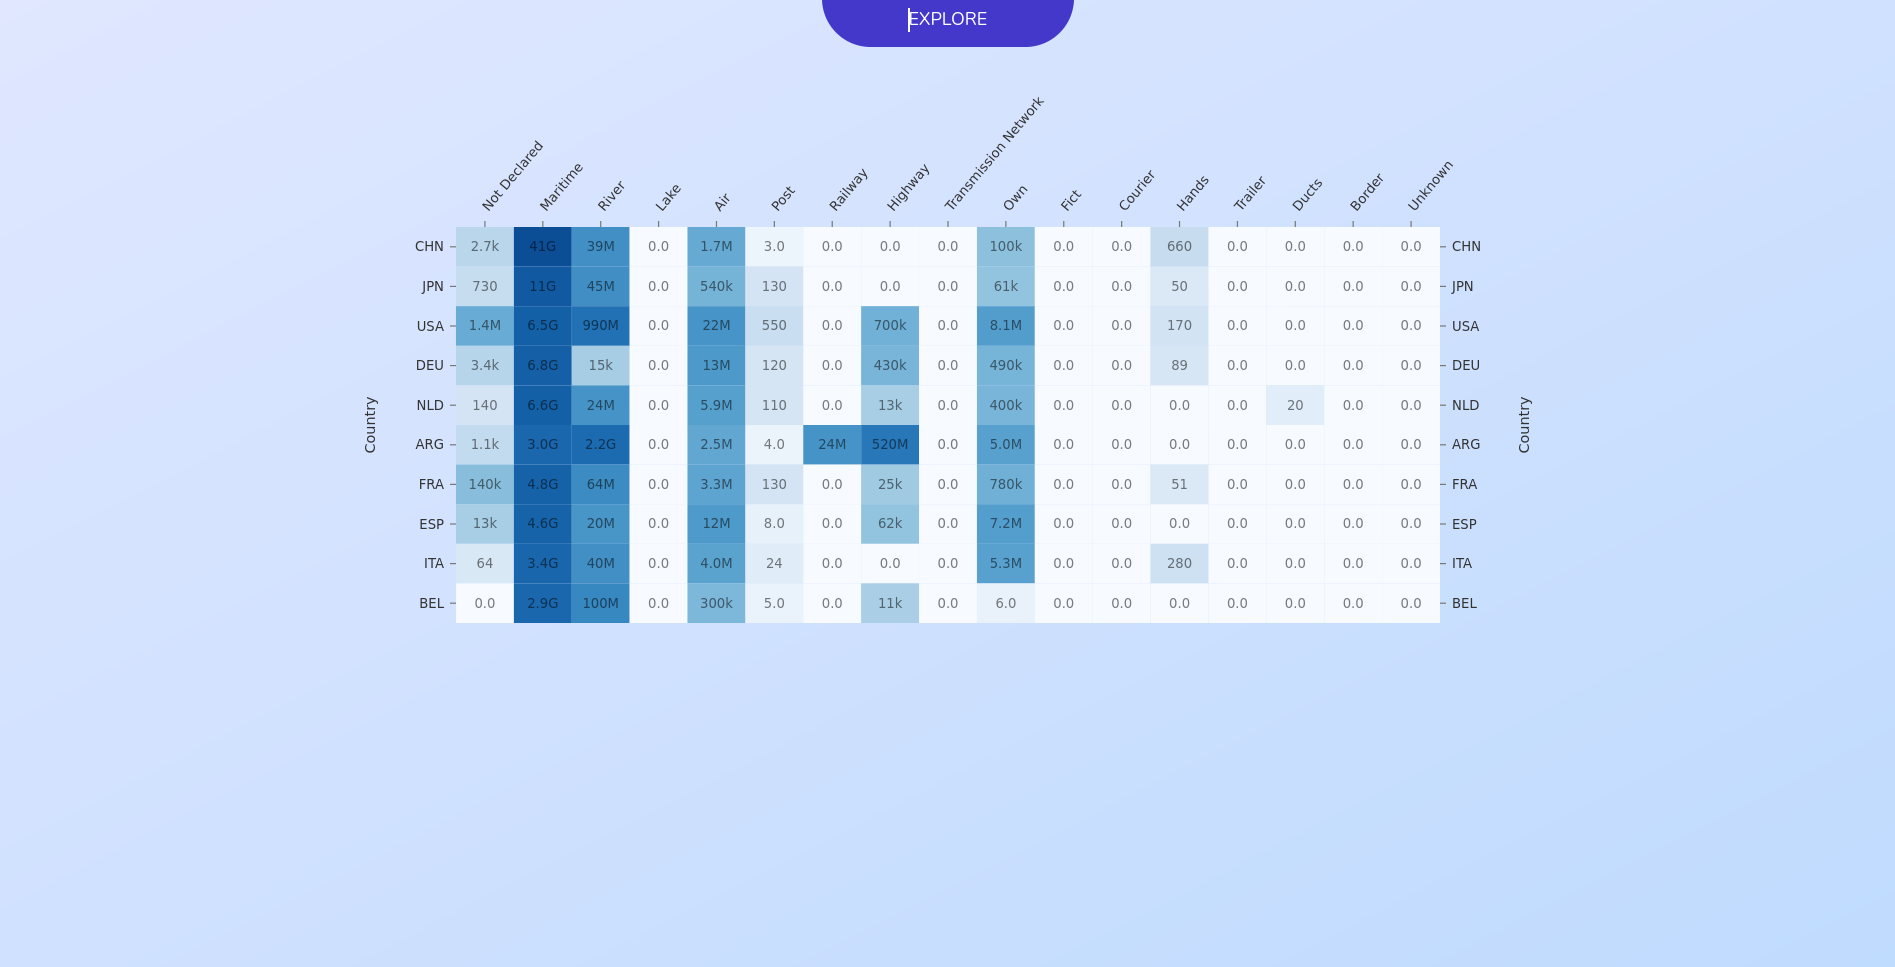 EXPLORE
Not Declared Maritime River Lake Air Post Railway Highway Transmission Network Own Fict Courier Hands Trailer Ducts Border Unknown
CHN 2.7k 41G 39M 0.0 1.7M 3.0 0.0 0.0 0.0 100k 0.0 0.0 660 0.0 0.0 0.0 0.0 CHN
JPN 730 11G 45M 0.0 540k 130 0.0 0.0 0.0 61k 0.0 0.0 50 0.0 0.0 0.0 0.0 JPN
USA 1.4M 6.5G 990M 0.0 22M 550 0.0 700k 0.0 8.1M 0.0 0.0 170 0.0 0.0 0.0 0.0 USA
DEU 3.4k 6.8G 15k 0.0 13M 120 0.0 430k 0.0 490k 0.0 0.0 89 0.0 0.0 0.0 0.0 DEU
NLD 140 6.6G 24M 0.0 5.9M 110 0.0 13k 0.0 400k 0.0 0.0 0.0 0.0 20 0.0 0.0 NLD
ARG 1.1k 3.0G 2.2G 0.0 2.5M 4.0 24M 520M 0.0 5.0M 0.0 0.0 0.0 0.0 0.0 0.0 0.0 ARG
FRA 140k 4.8G 64M 0.0 3.3M 130 0.0 25k 0.0 780k 0.0 0.0 51 0.0 0.0 0.0 0.0 FRA
ESP 13k 4.6G 20M 0.0 12M 8.0 0.0 62k 0.0 7.2M 0.0 0.0 0.0 0.0 0.0 0.0 0.0 ESP
ITA 64 3.4G 40M 0.0 4.0M 24 0.0 0.0 0.0 5.3M 0.0 0.0 280 0.0 0.0 0.0 0.0 ITA
BEL 0.0 2.9G 100M 0.0 300k 5.0 0.0 11k 0.0 6.0 0.0 0.0 0.0 0.0 0.0 0.0 0.0 BEL
Country
Country